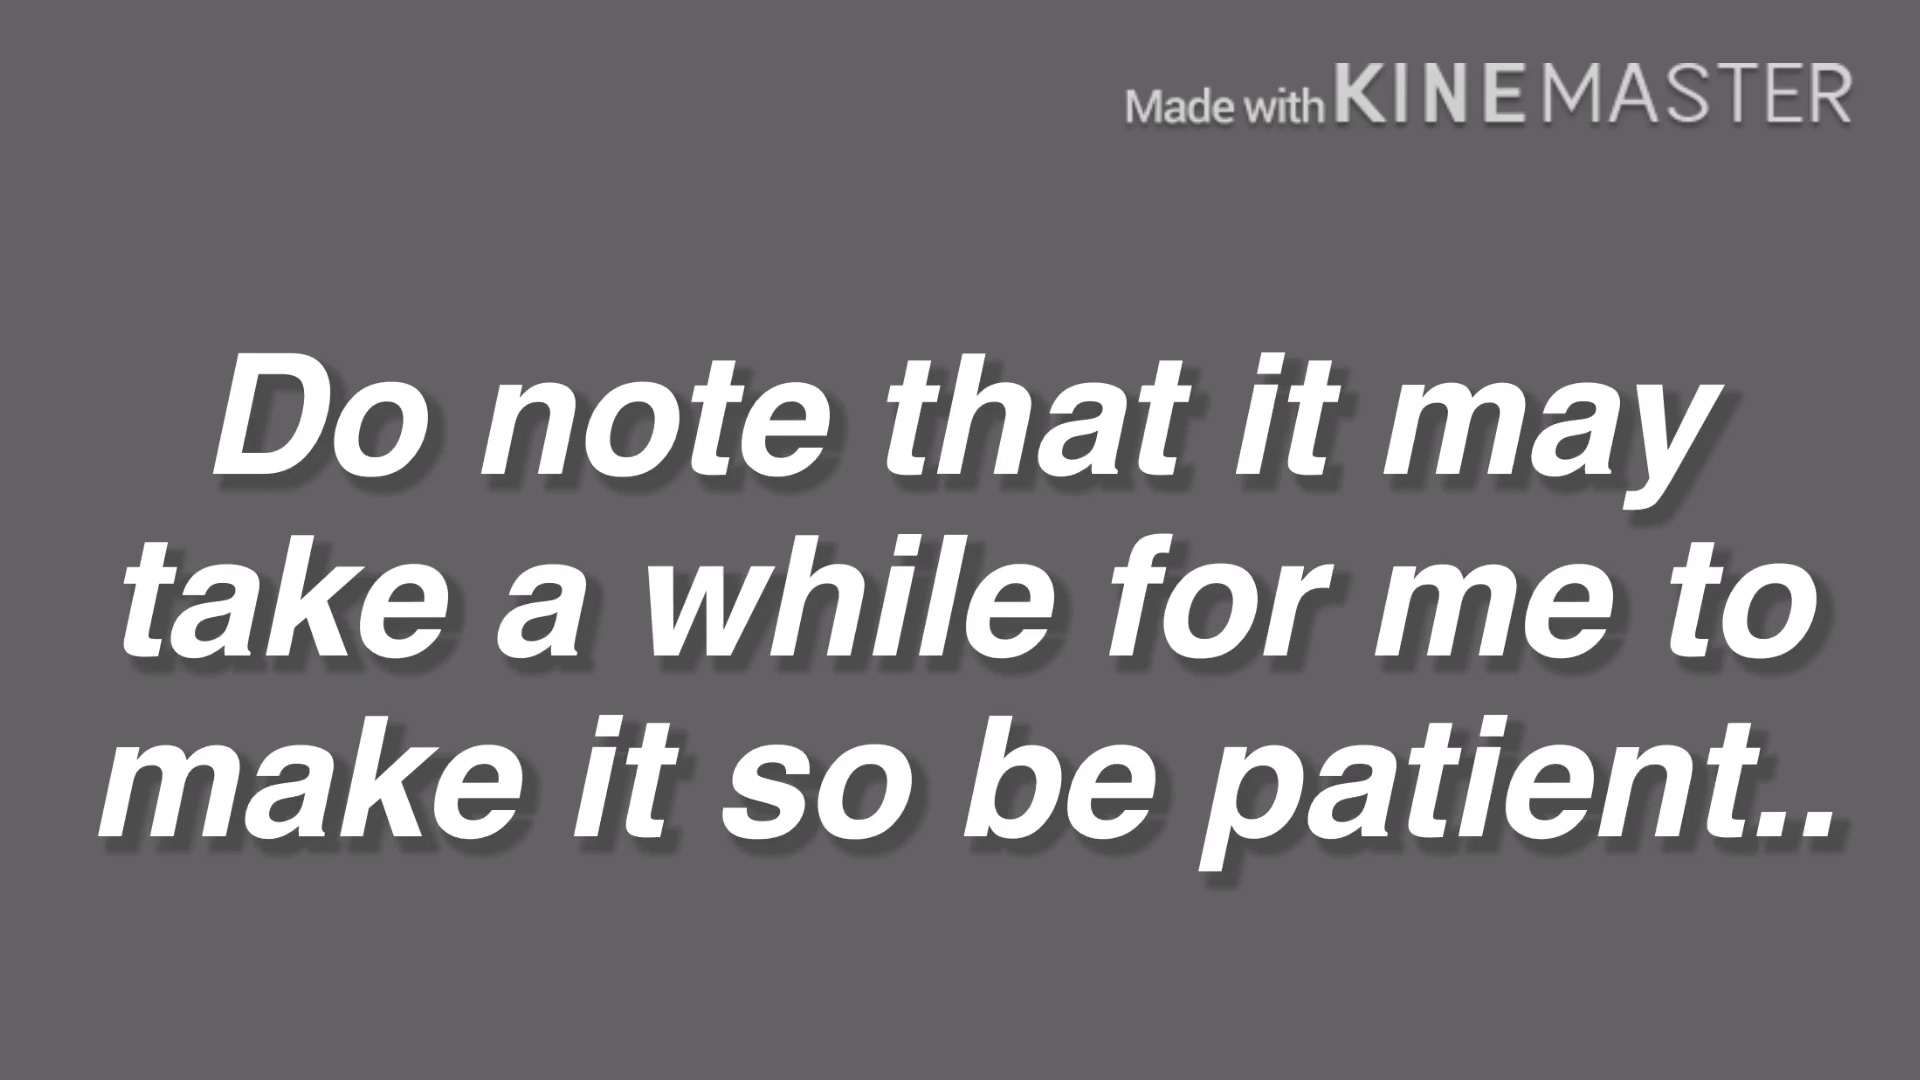 Made with KINEMASTER
Do note that it may
take a while for me to
make it so be patient..